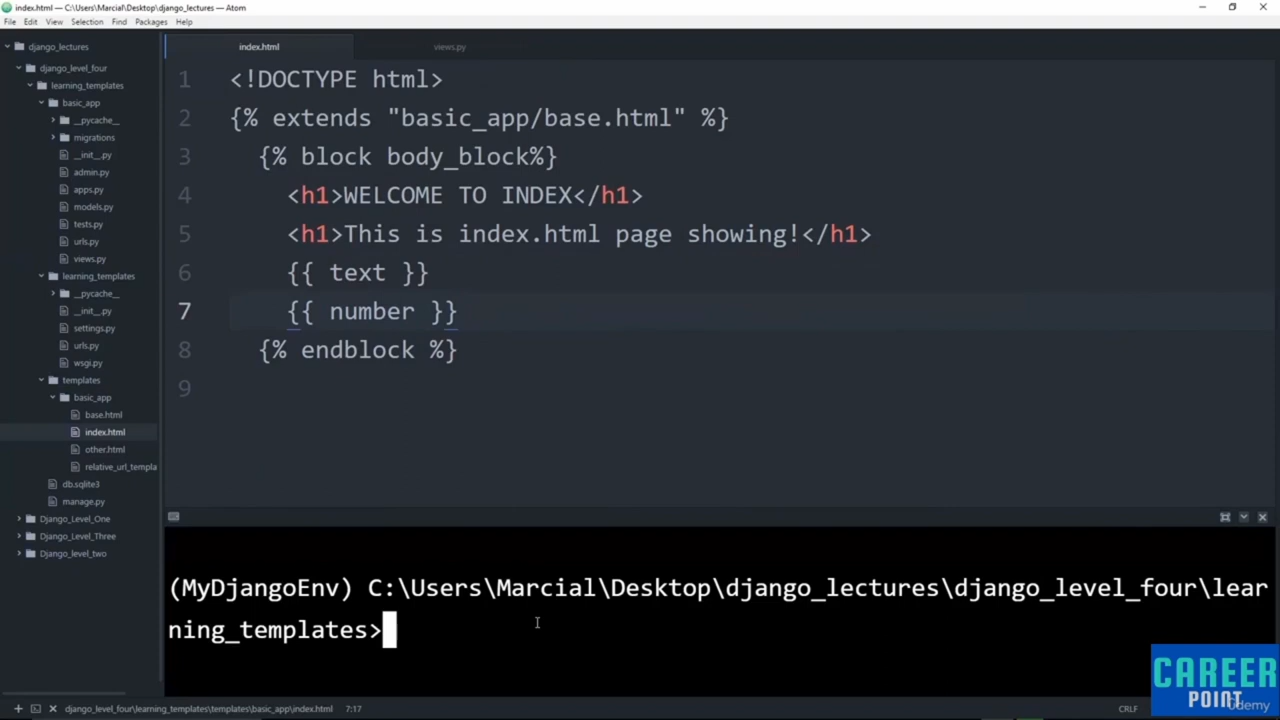 index.html — C:\Users\Marcial\Desktop\django_lectures — Atom
File Edit View Selection Find Packages Help
django_lectures
django_level_four
learning_templates
basic_app
__pycache__
migrations
__init__.py
admin.py
apps.py
models.py
tests.py
urls.py
views.py
learning_templates
__pycache__
__init__.py
settings.py
urls.py
wsgi.py
templates
basic_app
base.html
index.html
other.html
relative_url_templa
db.sqlite3
manage.py
Django_Level_One
Django_Level_Three
Django_level_two
index.html views.py
1 <!DOCTYPE html>
2 {% extends "basic_app/base.html" %}
3 {% block body_block%}
4 <h1>WELCOME TO INDEX</h1>
5 <h1>This is index.html page showing!</h1>
6 {{ text }}
7 {{ number }}
8 {% endblock %}
9
(MyDjangoEnv) C:\Users\Marcial\Desktop\django_lectures\django_level_four\lear
ning_templates>
django_level_four\learning_templates\templates\basic_app\index.html 7:17 CRLF
CAREER
POINT
Udemy